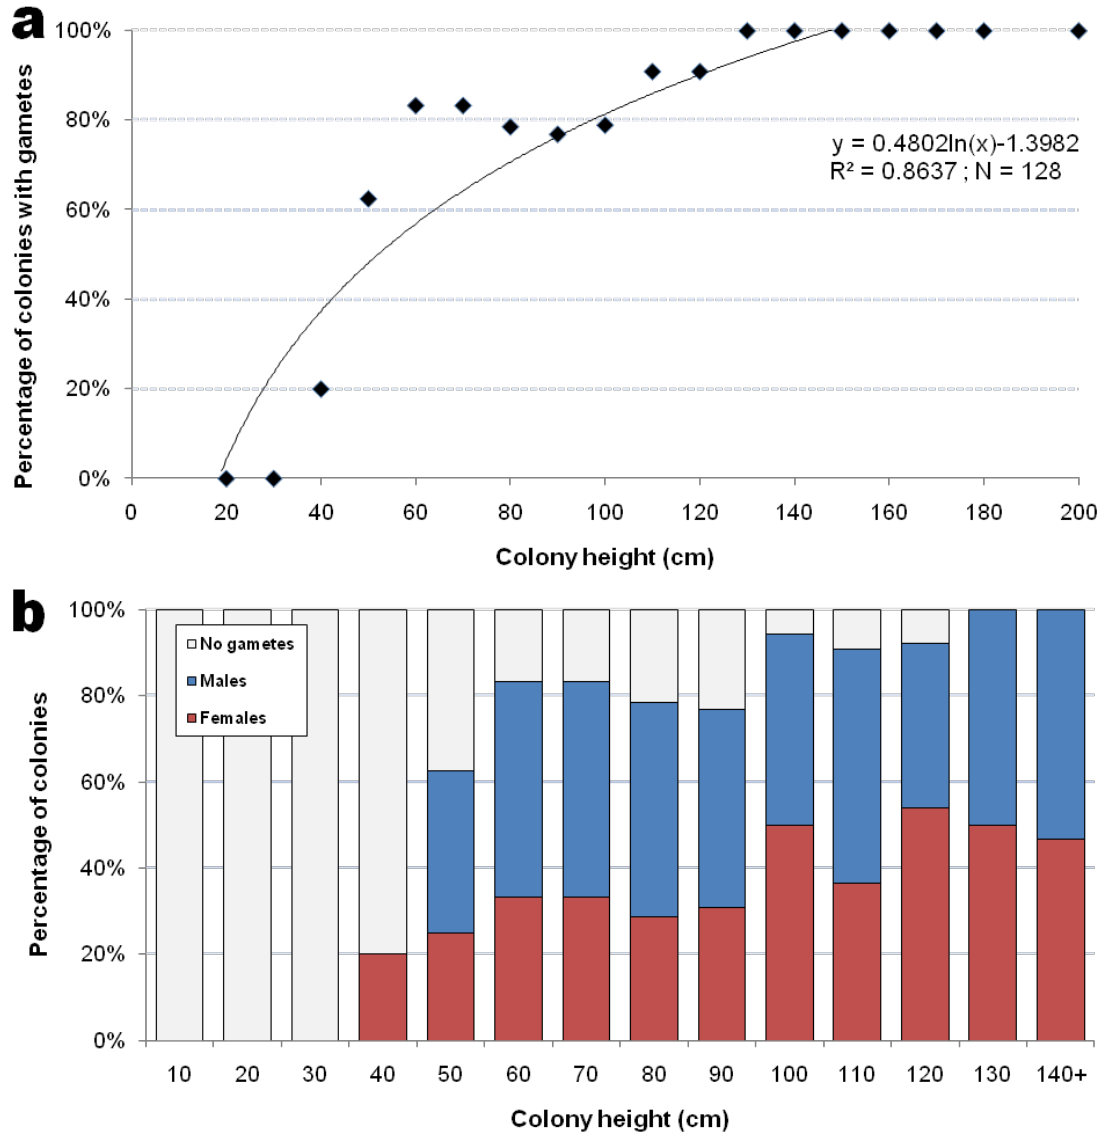 a
Percentage of colonies with gametes
100%
80%
60%
40%
20%
0%
y = 0.4802ln(x)-1.3982
R² = 0.8637 ; N = 128
0 20 40 60 80 100 120 140 160 180 200
Colony height (cm)
b
Percentage of colonies
100%
80%
60%
40%
20%
0%
No gametes
Males
Females
10 20 30 40 50 60 70 80 90 100 110 120 130 140+
Colony height (cm)